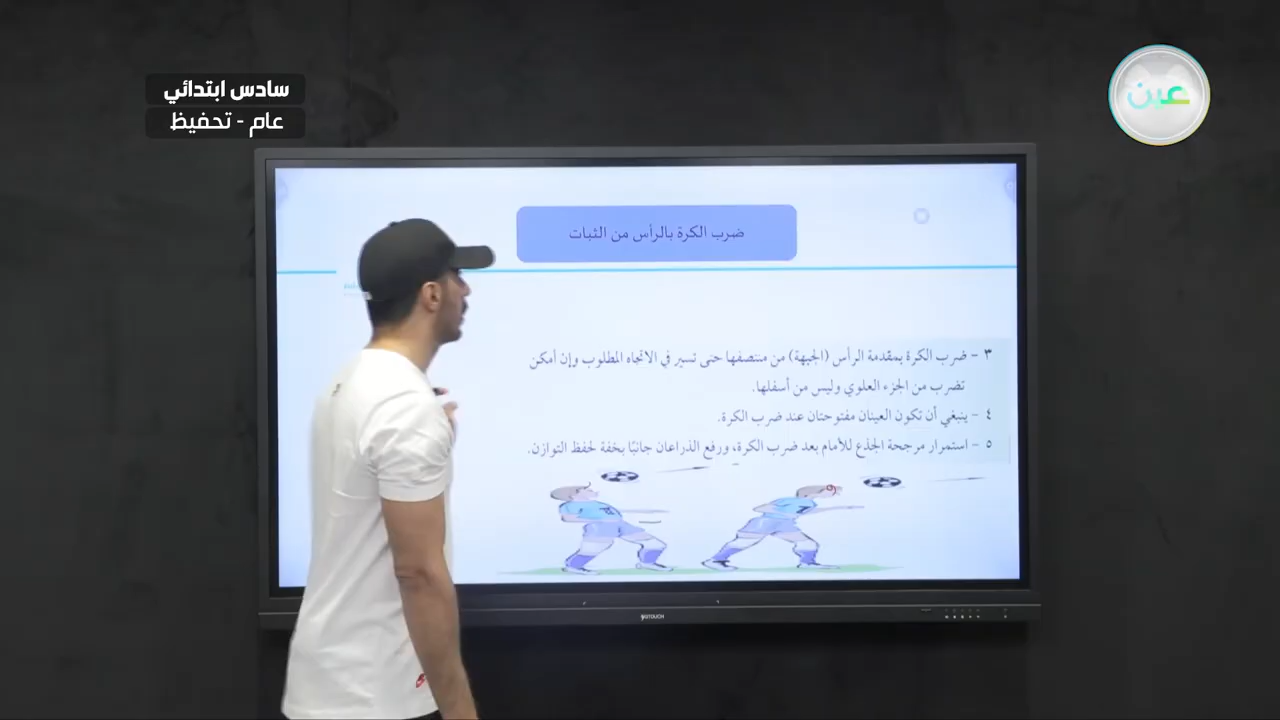 سادس ابتدائي
عام - تحفيظ
عين
ضرب الكرة بالرأس من الثبات
٣ - ضرب الكرة بمقدمة الرأس (الجبهة) من منتصفها حتى تسير في الاتجاه المطلوب وإن أمكن
تضرب من الجزء العلوي وليس من أسفلها.
٤ - ينبغي أن تكون العينان مفتوحتان عند ضرب الكرة.
٥ - استمرار مرجحة الجذع للأمام بعد ضرب الكرة، ورفع الذراعان جانبًا بخفة لحفظ التوازن.